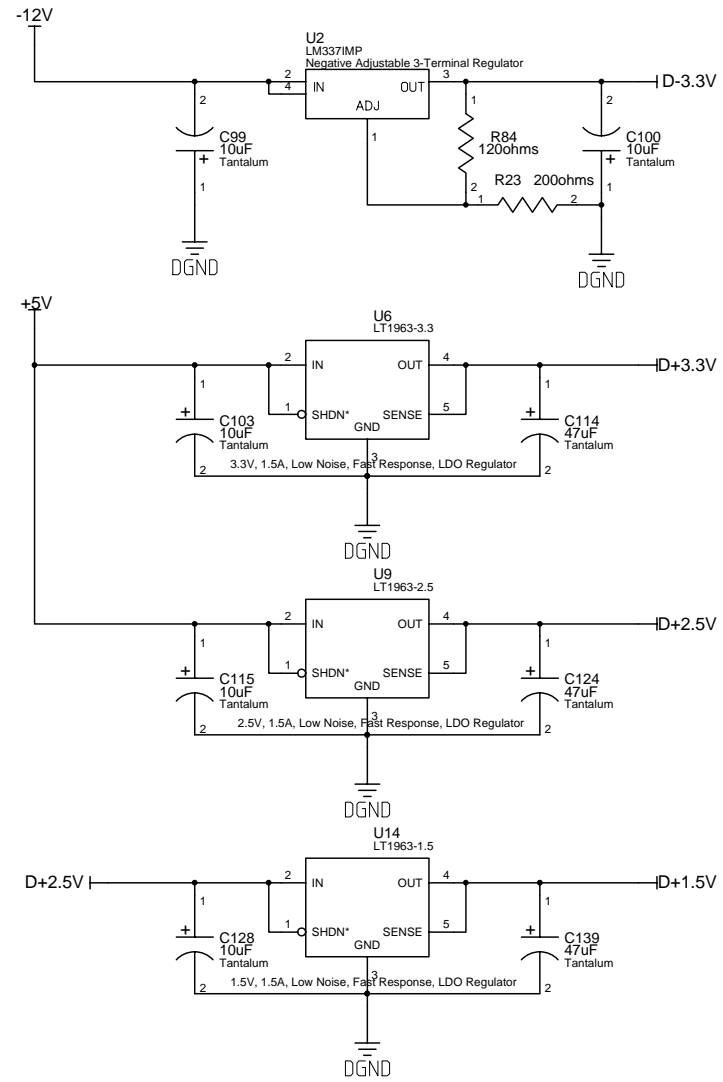 -12V
U2
LM337IMP
Negative Adjustable 3-Terminal Regulator
2
4
IN
OUT
3
ADJ
1
D-3.3V
2
C99
10uF
+
Tantalum
1
DGND
1
R84
120ohms
2
R23 200ohms
1
2
2
C100
10uF
+
Tantalum
1
DGND
+5V
U6
LT1963-3.3
2
IN
OUT
4
D+3.3V
1
SHDN*
SENSE
5
GND
3
1
+
C103
10uF
Tantalum
2
1
+
C114
47uF
Tantalum
2
3.3V, 1.5A, Low Noise, Fast Response, LDO Regulator
DGND
U9
LT1963-2.5
2
IN
OUT
4
D+2.5V
1
SHDN*
SENSE
5
GND
3
1
+
C115
10uF
Tantalum
2
1
+
C124
47uF
Tantalum
2
2.5V, 1.5A, Low Noise, Fast Response, LDO Regulator
DGND
U14
LT1963-1.5
D+2.5V
2
IN
OUT
4
D+1.5V
1
SHDN*
SENSE
5
GND
3
1
+
C128
10uF
Tantalum
2
1
+
C139
47uF
Tantalum
2
1.5V, 1.5A, Low Noise, Fast Response, LDO Regulator
DGND